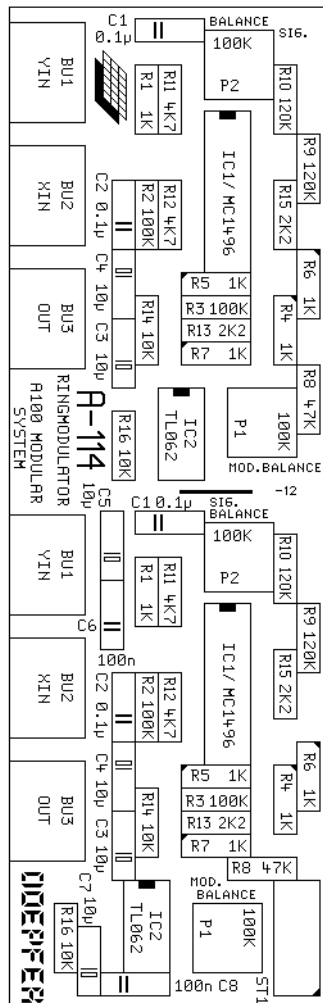 C1
0.1µ
BALANCE
SIG.
100K
P2
BU1
YIN
R1 1K
R11 4K7
R10 120K
R9 120K
BU2
XIN
C2 0.1µ
R2 100K
R12 4K7
IC1/ MC1496
R15 2K2
R6 1K
BU3
OUT
C4 10µ
C3 10µ
R14 10K
R5 1K
R3 100K
R13 2K2
R7 1K
R4 1K
R8 47K
A-114
RINGMODULATOR
A100 MODULAR
SYSTEM
R16 10K
IC2
TL062
P1
100K
MOD.BALANCE
-12
C5
10µ
C1 0.1µ
SIG.
BALANCE
100K
P2
BU1
YIN
C6
100n
R1 1K
R11 4K7
R10 120K
R9 120K
BU2
XIN
C2 0.1µ
R2 100K
R12 4K7
IC1/ MC1496
R15 2K2
R6 1K
BU3
OUT
C4 10µ
C3 10µ
R14 10K
R5 1K
R3 100K
R13 2K2
R7 1K
R4 1K
R8 47K
DOEPFER
C7 10µ
R16 10K
IC2
TL062
MOD.
BALANCE
100K
P1
100n C8
ST1